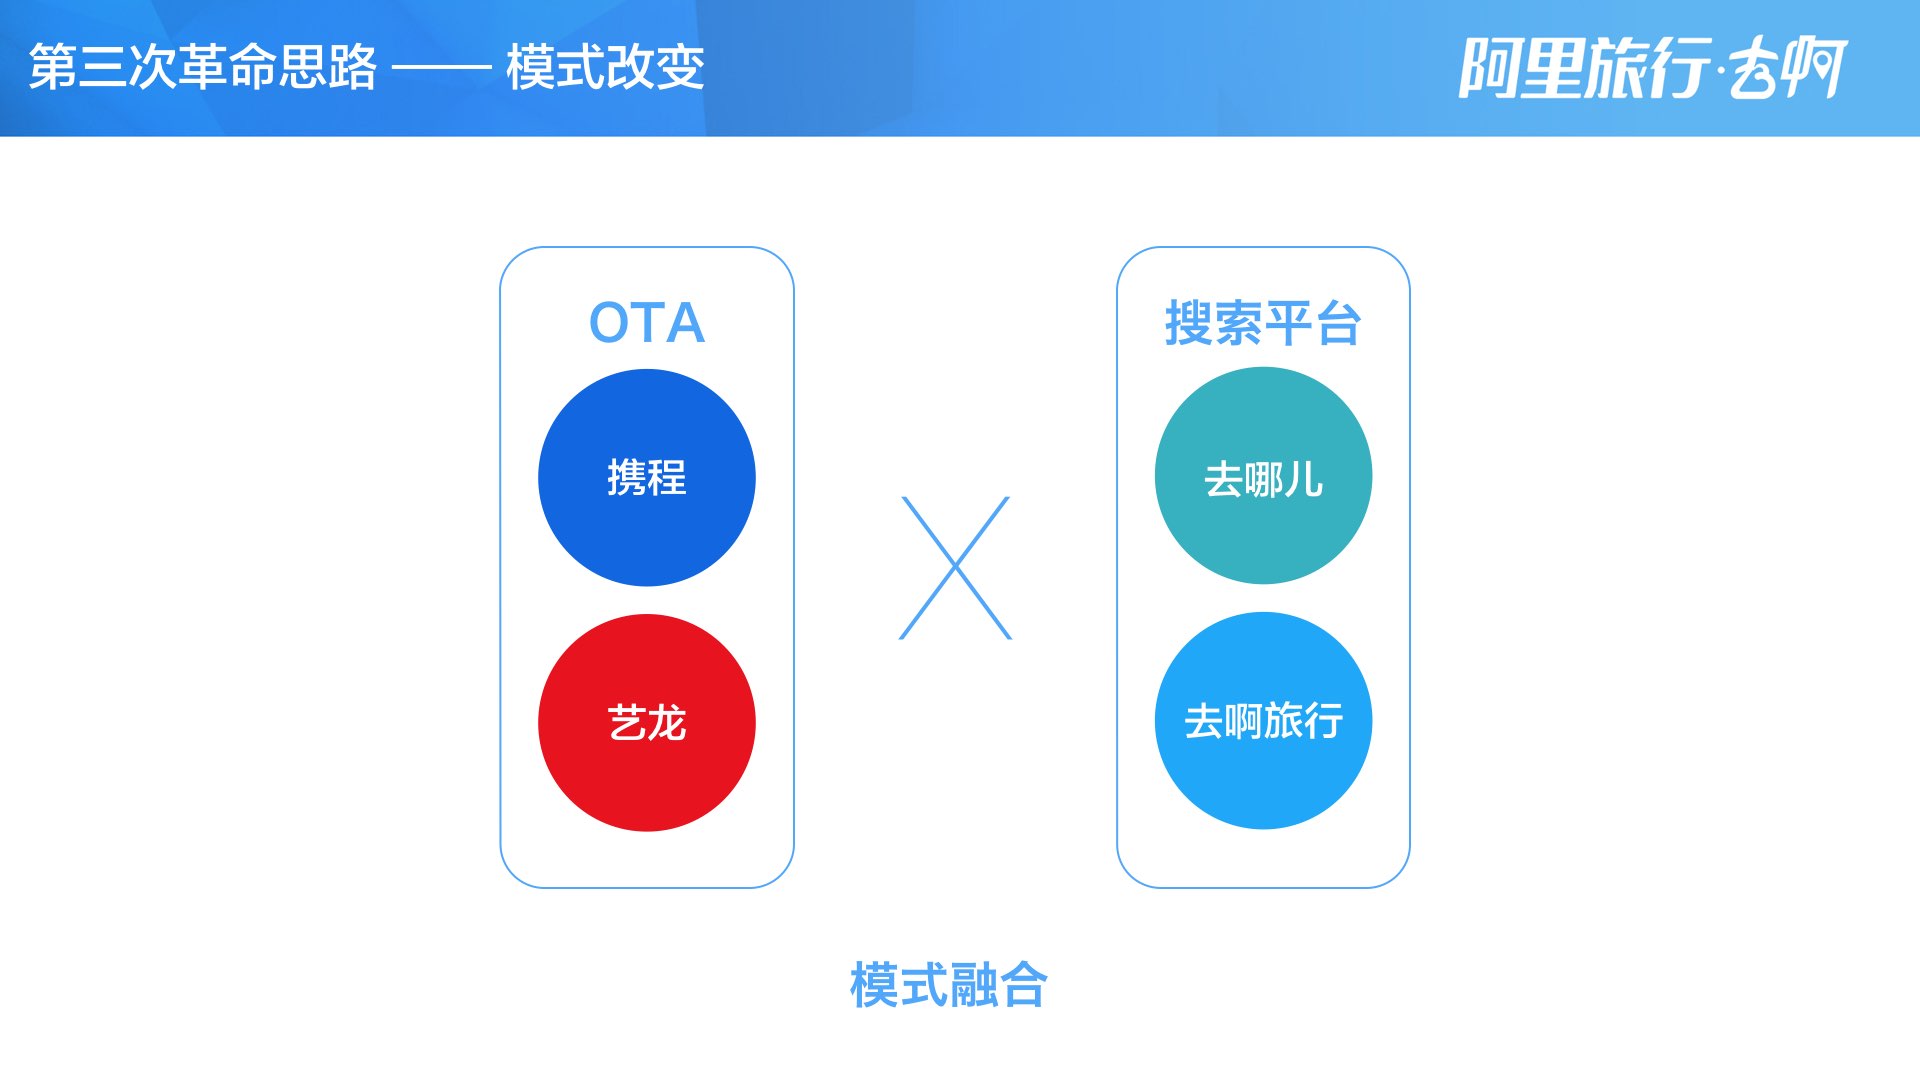 第三次革命思路 —— 模式改变
阿里旅行·去啊
OTA
携程
艺龙
搜索平台
去哪儿
去啊旅行
模式融合